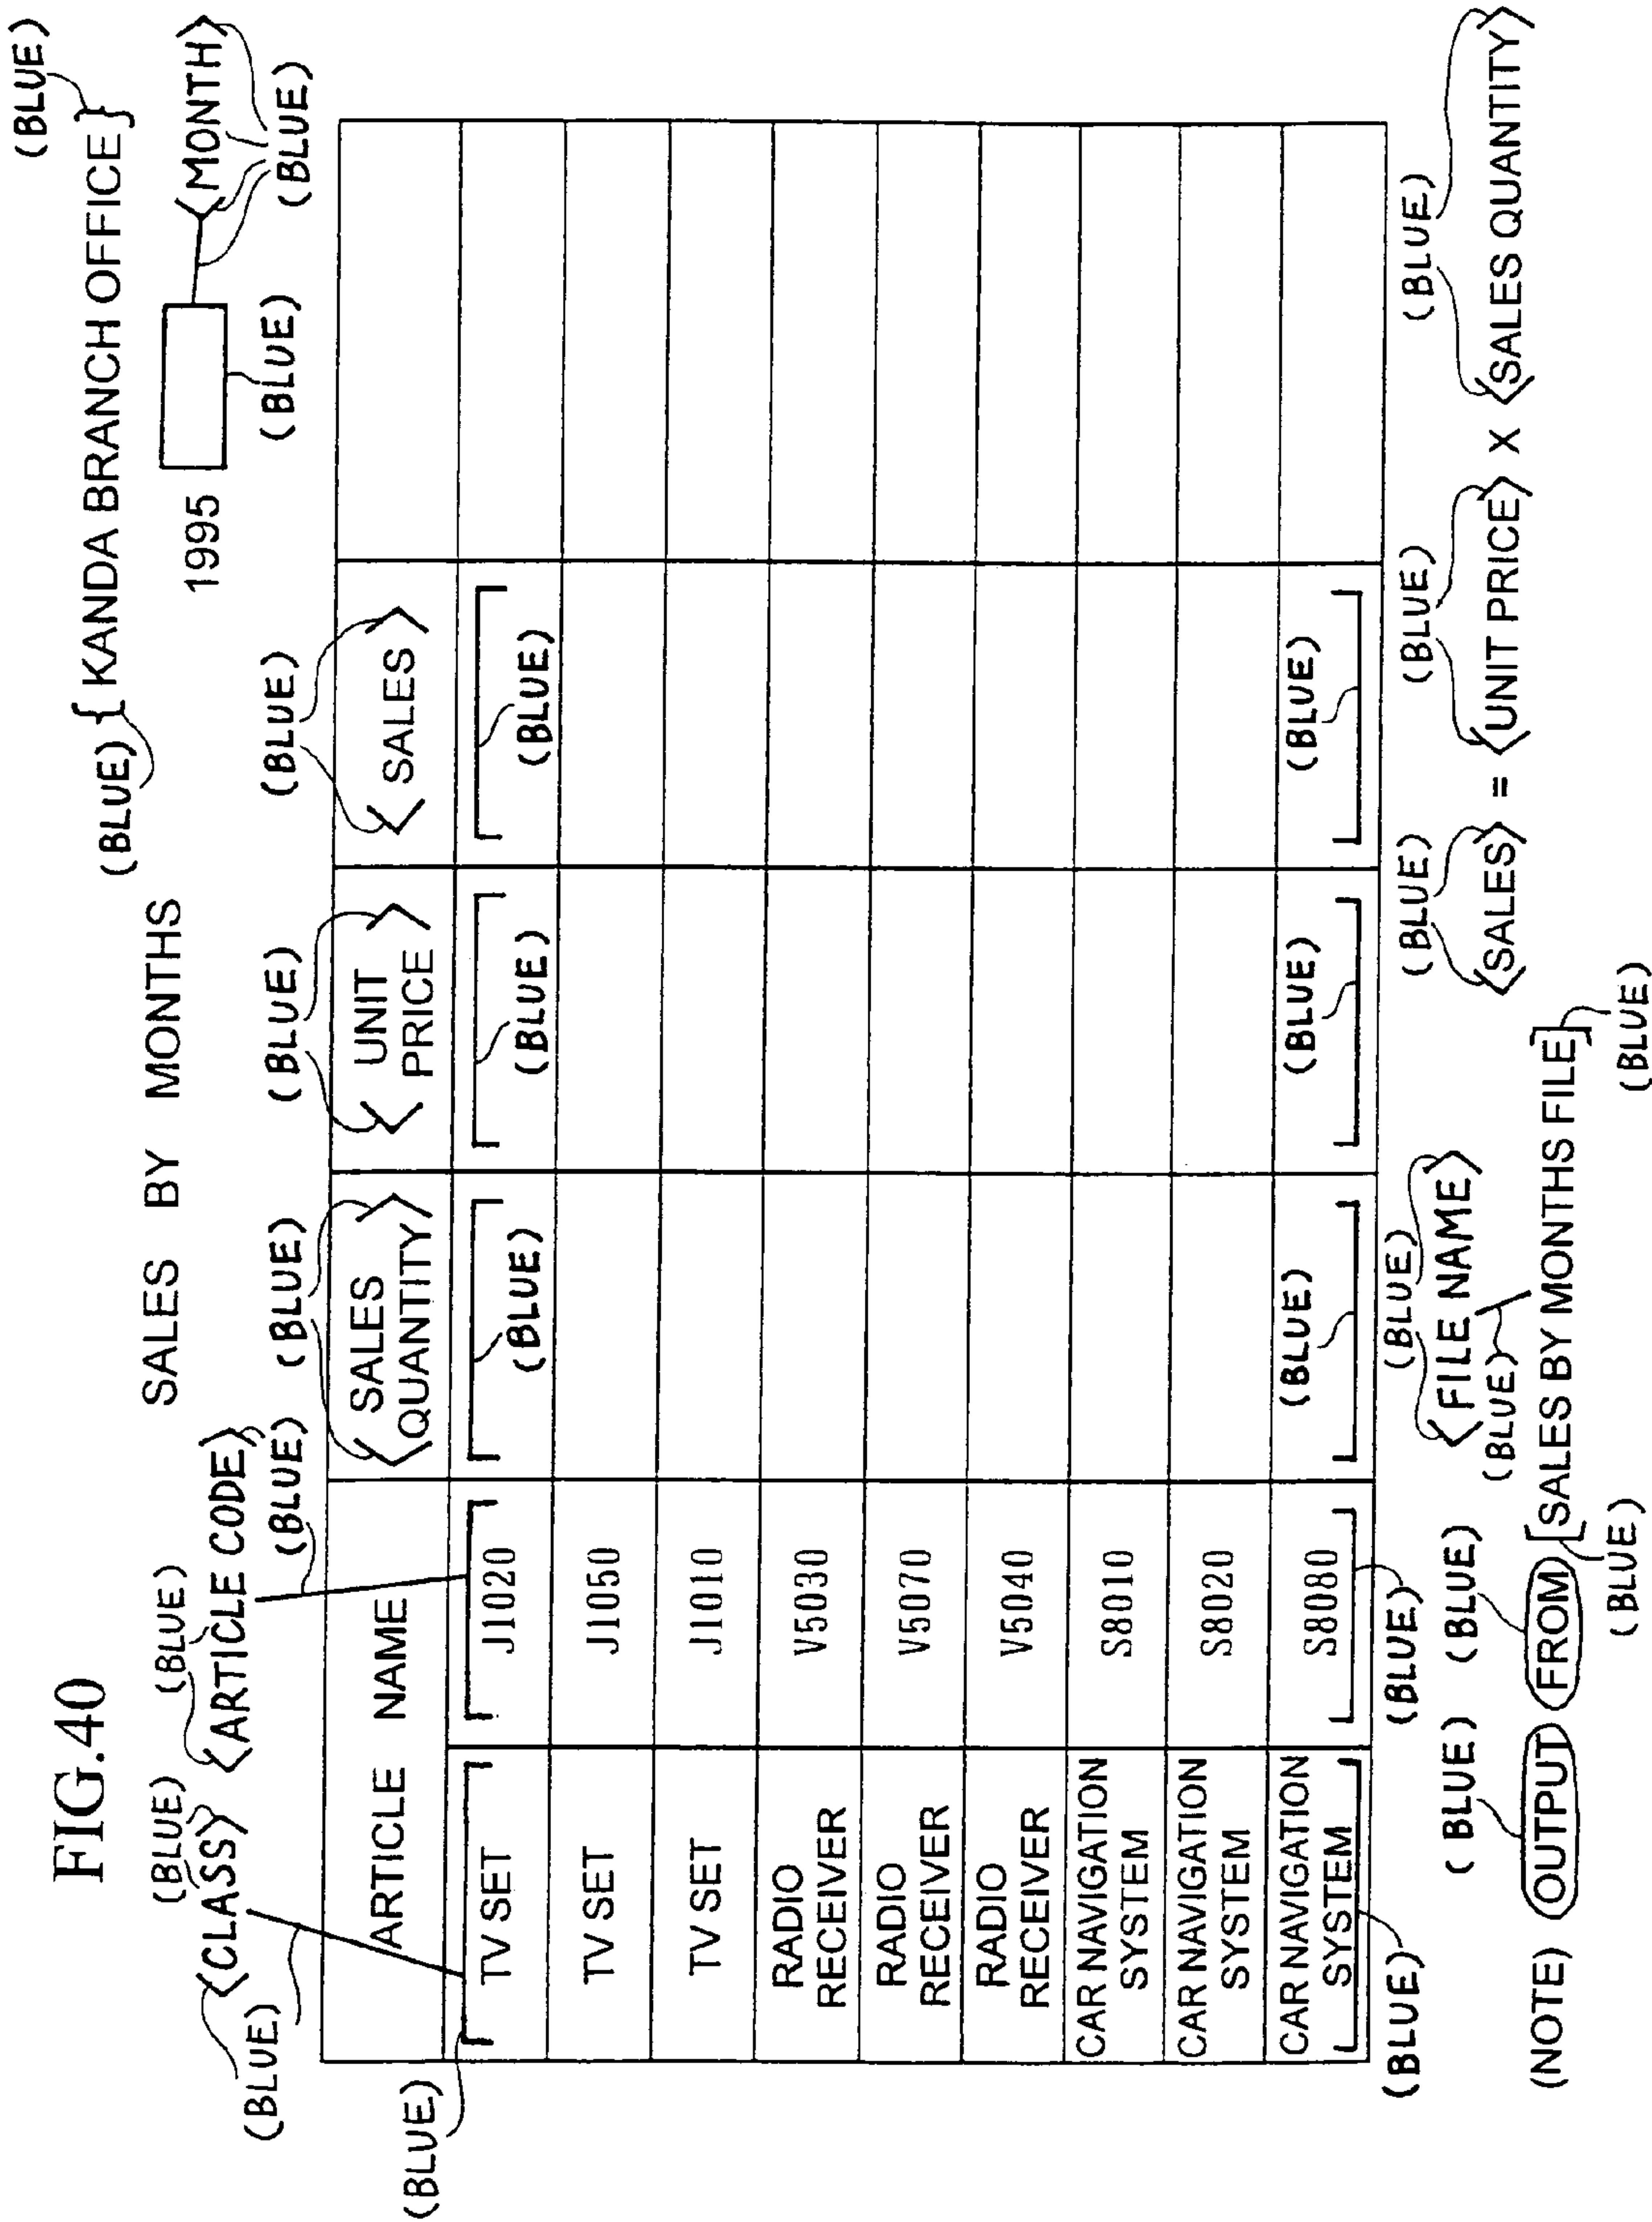 FIG.40
(BLUE)
(BLUE) { KANDA BRANCH OFFICE }
SALES BY MONTHS
1995 <MONTH>
(BLUE) (BLUE)
(BLUE) (BLUE)
<CLASS> <ARTICLE CODE>
(BLUE) (BLUE) (BLUE) (BLUE) (BLUE)
ARTICLE NAME <SALES QUANTITY> <UNIT PRICE> <SALES>
(BLUE)
TV SET J1020 (BLUE) (BLUE) (BLUE)
TV SET J1050
TV SET J1010
RADIO RECEIVER V5030
RADIO RECEIVER V5070
RADIO RECEIVER V5040
CAR NAVIGATION SYSTEM S8010
CAR NAVIGATION SYSTEM S8020
CAR NAVIGATION SYSTEM S8080 (BLUE) (BLUE) (BLUE)
(BLUE) (BLUE) (BLUE) (BLUE) (BLUE) (BLUE)
<FILE NAME>
(BLUE) (BLUE) (BLUE)
<SALES> = <UNIT PRICE> X <SALES QUANTITY>
(NOTE) OUTPUT FROM [SALES BY MONTHS FILE]
(BLUE) (BLUE)